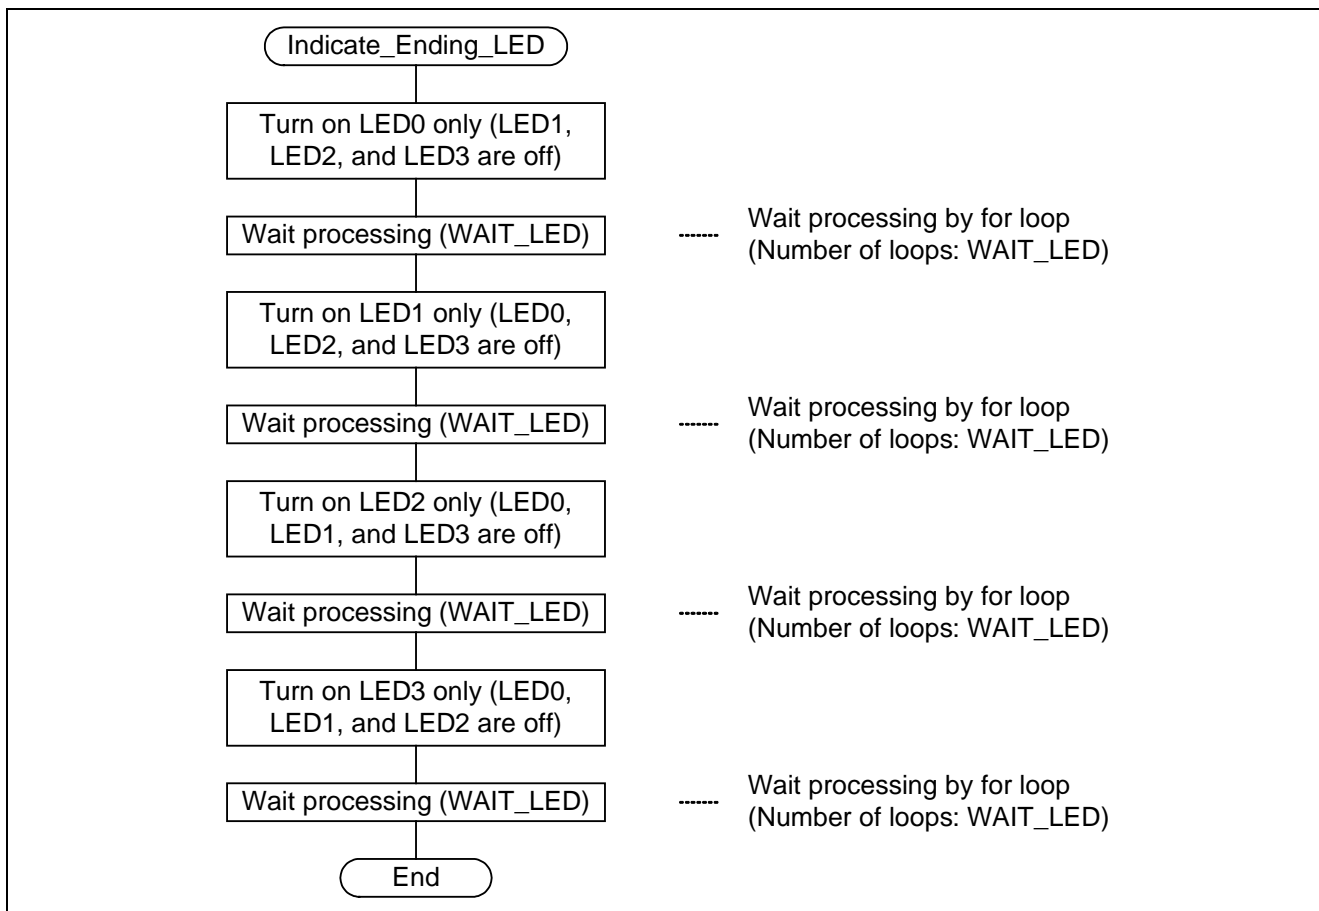 Indicate_Ending_LED
Turn on LED0 only (LED1,
LED2, and LED3 are off)
Wait processing (WAIT_LED)
Wait processing by for loop
(Number of loops: WAIT_LED)
Turn on LED1 only (LED0,
LED2, and LED3 are off)
Wait processing (WAIT_LED)
Wait processing by for loop
(Number of loops: WAIT_LED)
Turn on LED2 only (LED0,
LED1, and LED3 are off)
Wait processing (WAIT_LED)
Wait processing by for loop
(Number of loops: WAIT_LED)
Turn on LED3 only (LED0,
LED1, and LED2 are off)
Wait processing (WAIT_LED)
Wait processing by for loop
(Number of loops: WAIT_LED)
End